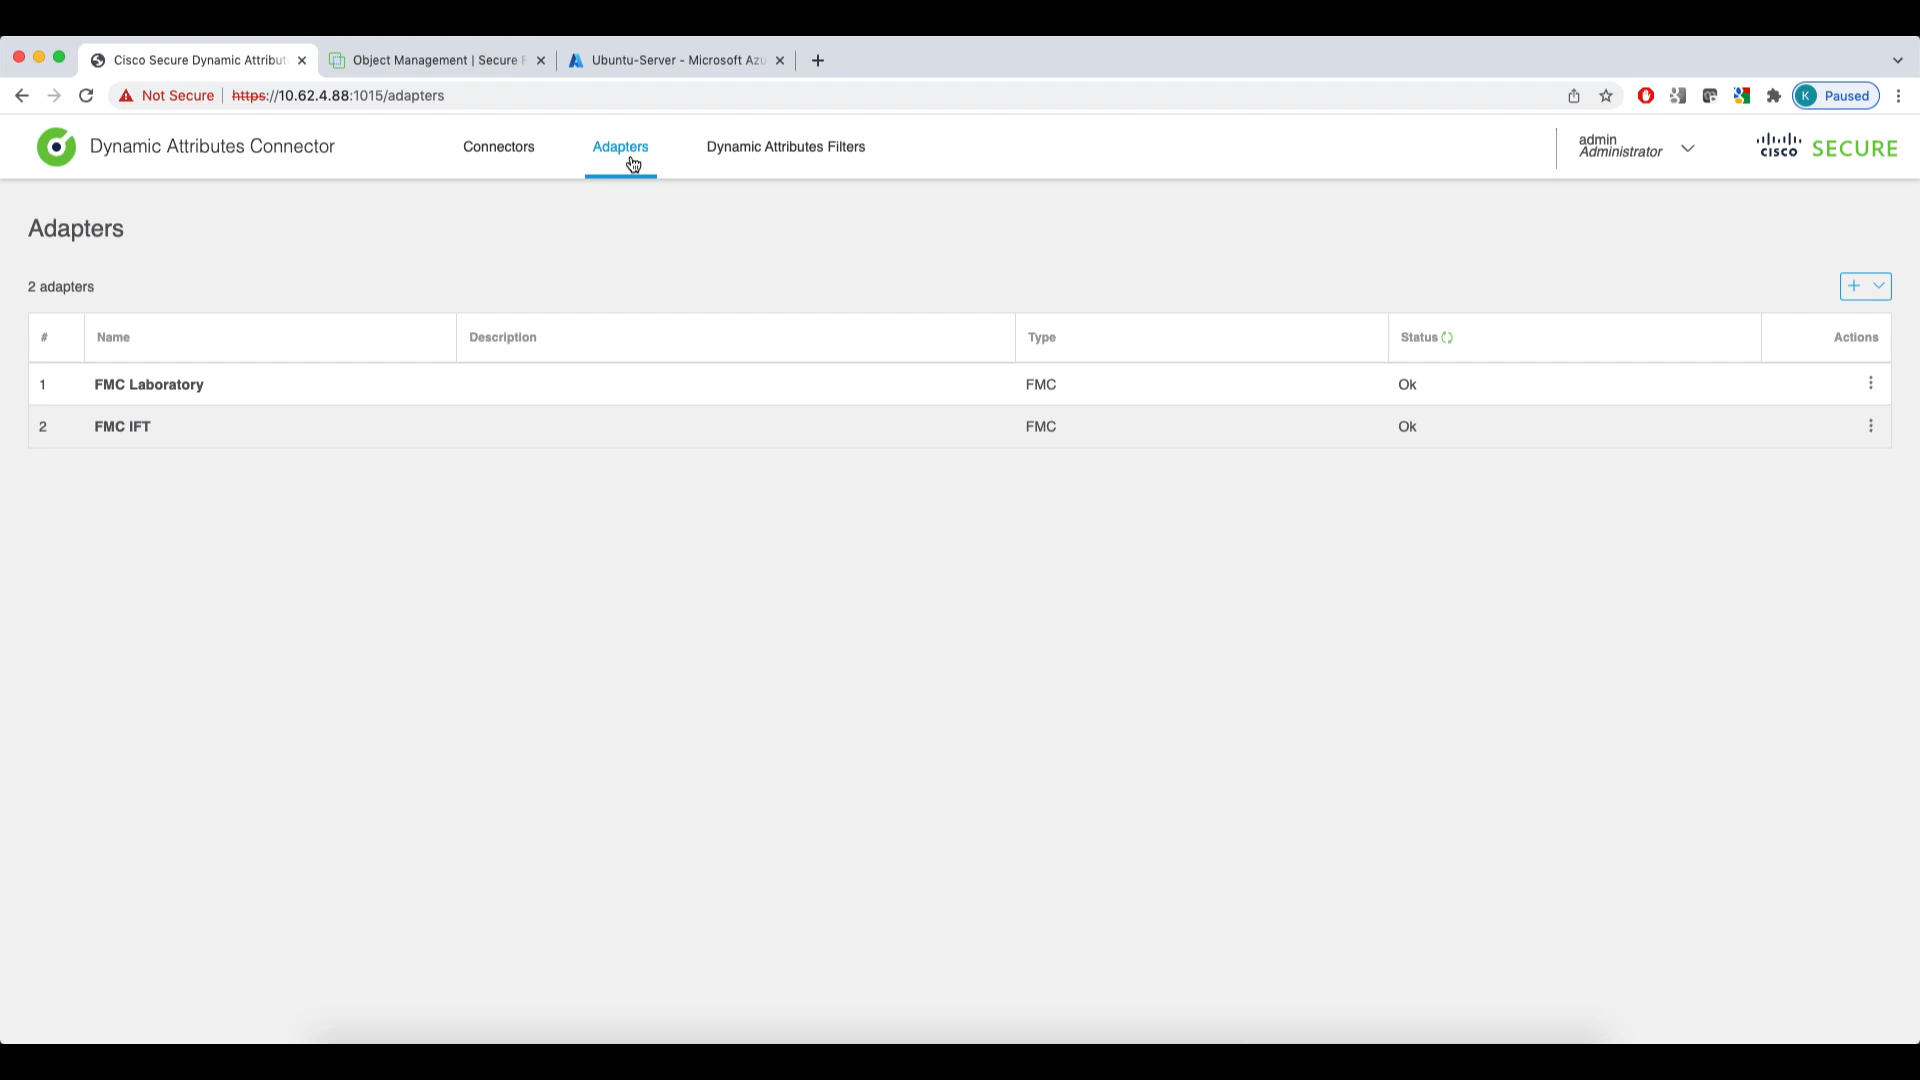 Cisco Secure Dynamic Attribut
Object Management | Secure F
Ubuntu-Server - Microsoft Azu
Not Secure https://10.62.4.88:1015/adapters
K Paused
Dynamic Attributes Connector
Connectors
Adapters
Dynamic Attributes Filters
admin
Administrator
cisco SECURE
Adapters
2 adapters
# Name Description Type Status Actions
1 FMC Laboratory FMC Ok
2 FMC IFT FMC Ok